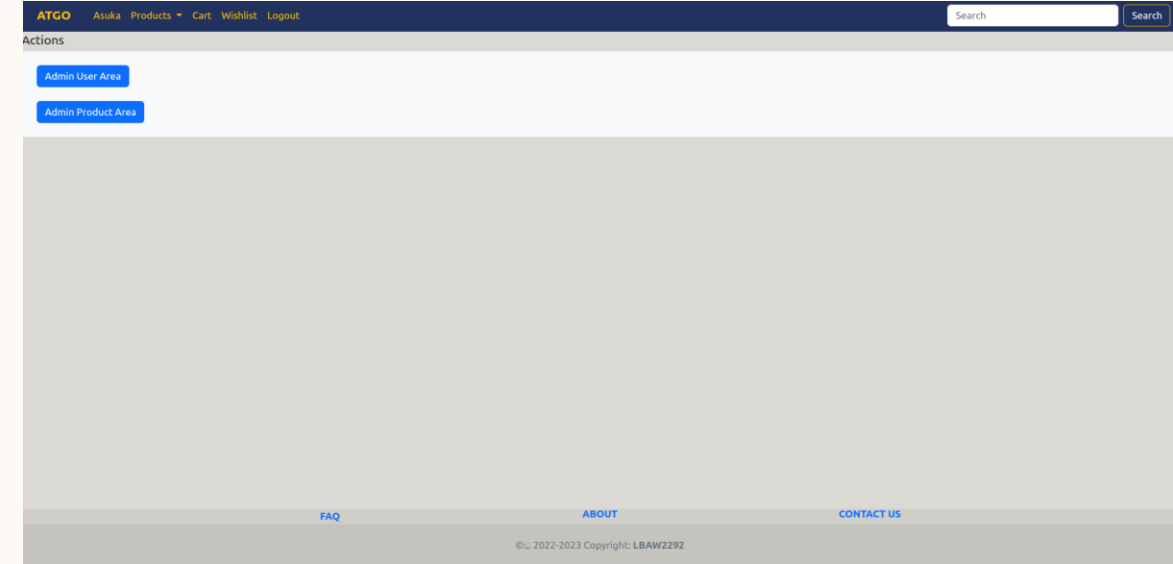 ATGO Asuka Products Cart Wishlist Logout Search Search
Actions
Admin User Area
Admin Product Area
FAQ ABOUT CONTACT US
©© 2022-2023 Copyright: LBAW2292